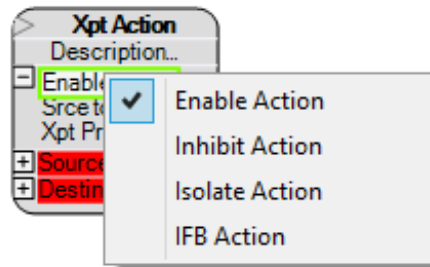 Xpt Action
Description...
Enable
Srce to
Xpt Pr
Source
Destin
Enable Action
Inhibit Action
Isolate Action
IFB Action